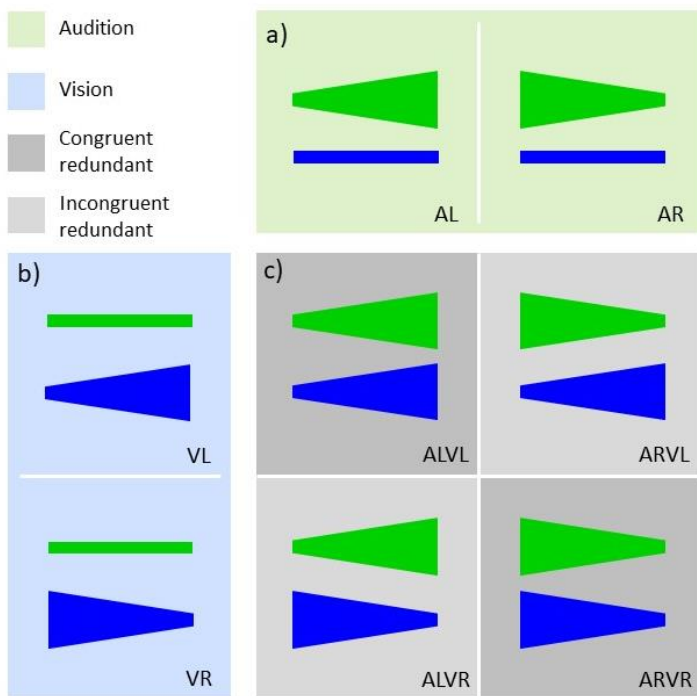 Audition
Vision
Congruent
redundant
Incongruent
redundant
a)
AL
AR
b)
VL
VR
c)
ALVL
ARVL
ALVR
ARVR